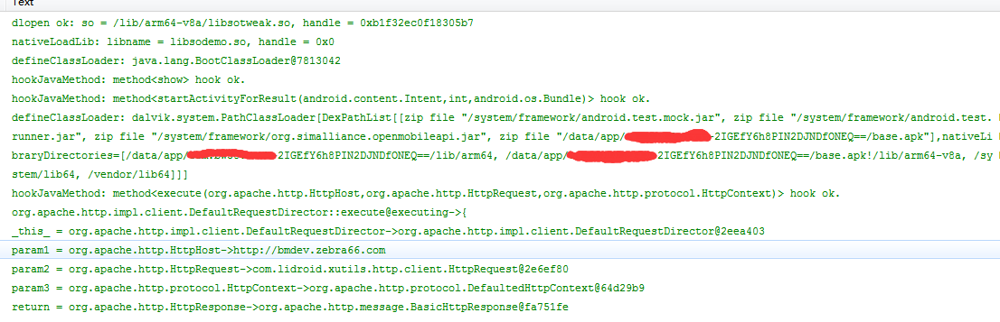 Text
dlopen ok: so = /lib/arm64-v8a/libsotweak.so, handle = 0xb1f32ec0f18305b7
nativeLoadLib: libname = libsodemo.so, handle = 0x0
defineClassLoader: java.lang.BootClassLoader@7813042
hookJavaMethod: method<show> hook ok.
hookJavaMethod: method<startActivityForResult(android.content.Intent,int,android.os.Bundle)> hook ok.
defineClassLoader: dalvik.system.PathClassLoader[DexPathList[[zip file "/system/framework/android.test.mock.jar", zip file "/system/framework/android.test.
runner.jar", zip file "/system/framework/org.simalliance.openmobileapi.jar", zip file "/data/app/-2IGEfY6h8PIN2DJNDfONEQ==/base.apk"],nativeLi
braryDirectories=[/data/app/-2IGEfY6h8PIN2DJNDfONEQ==/lib/arm64, /data/app/2IGEfY6h8PIN2DJNDfONEQ==/base.apk!/lib/arm64-v8a, /sy
stem/lib64, /vendor/lib64]]]
hookJavaMethod: method<execute(org.apache.http.HttpHost,org.apache.http.HttpRequest,org.apache.http.protocol.HttpContext)> hook ok.
org.apache.http.impl.client.DefaultRequestDirector::execute@executing->{
_this_ = org.apache.http.impl.client.DefaultRequestDirector->org.apache.http.impl.client.DefaultRequestDirector@2eea403
param1 = org.apache.http.HttpHost->http://bmdev.zebra66.com
param2 = org.apache.http.HttpRequest->com.lidroid.xutils.http.client.HttpRequest@2e6ef80
param3 = org.apache.http.protocol.HttpContext->org.apache.http.protocol.DefaultedHttpContext@64d29b9
return = org.apache.http.HttpResponse->org.apache.http.message.BasicHttpResponse@fa751fe